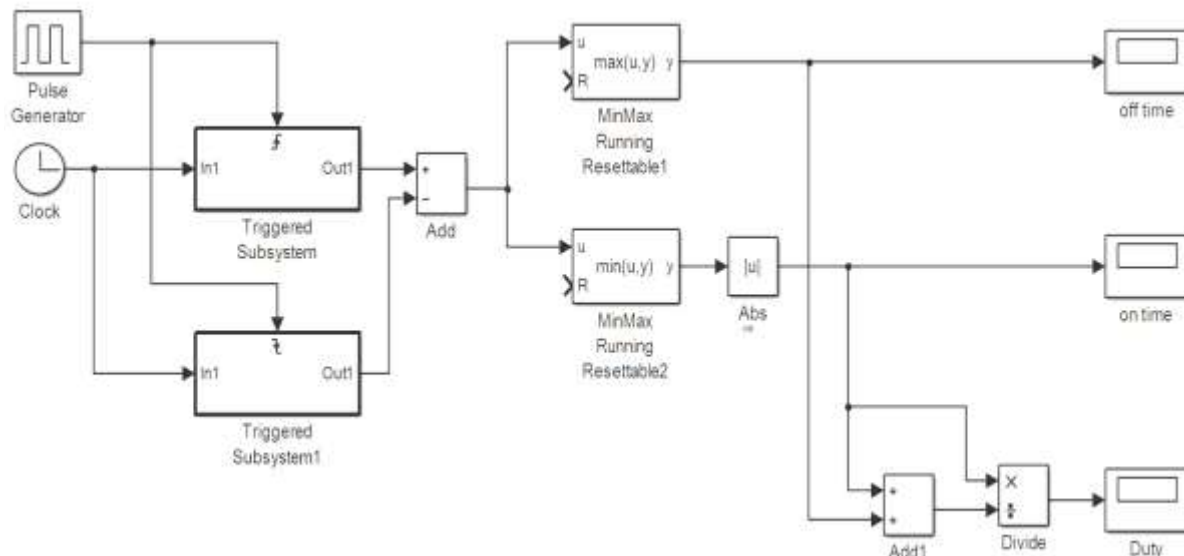 Pulse
Generator
Clock
In1
Out1
Triggered
Subsystem
In1
Out1
Triggered
Subsystem1
+
−
Add
u
R
max(u,y)
y
MinMax
Running
Resettable1
u
R
min(u,y)
y
MinMax
Running
Resettable2
|u|
Abs
off time
on time
+
+
Add1
×
÷
Divide
Duty